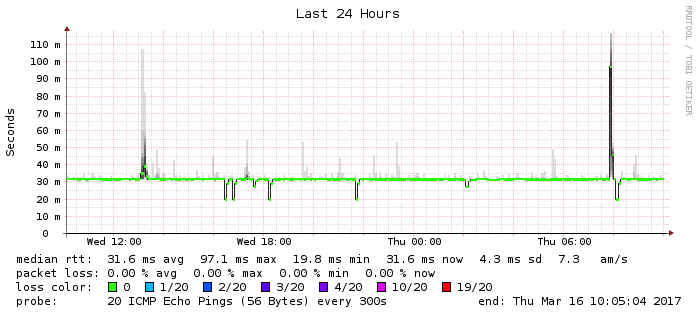 Last 24 Hours
RRDTOOL / TOBI OETIKER
Seconds
110 m
100 m
90 m
80 m
70 m
60 m
50 m
40 m
30 m
20 m
10 m
0
Wed 12:00 Wed 18:00 Thu 00:00 Thu 06:00
median rtt: 31.6 ms avg 97.1 ms max 19.8 ms min 31.6 ms now 4.3 ms sd 7.3 am/s
packet loss: 0.00 % avg 0.00 % max 0.00 % min 0.00 % now
loss color: 0 1/20 2/20 3/20 4/20 10/20 19/20
probe: 20 ICMP Echo Pings (56 Bytes) every 300s end: Thu Mar 16 10:05:04 2017